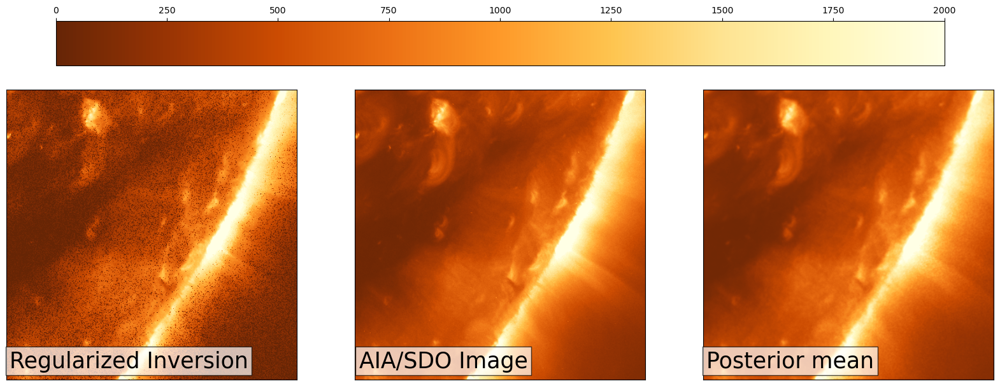 0 250 500 750 1000 1250 1500 1750 2000
Regularized Inversion
AIA/SDO Image
Posterior mean